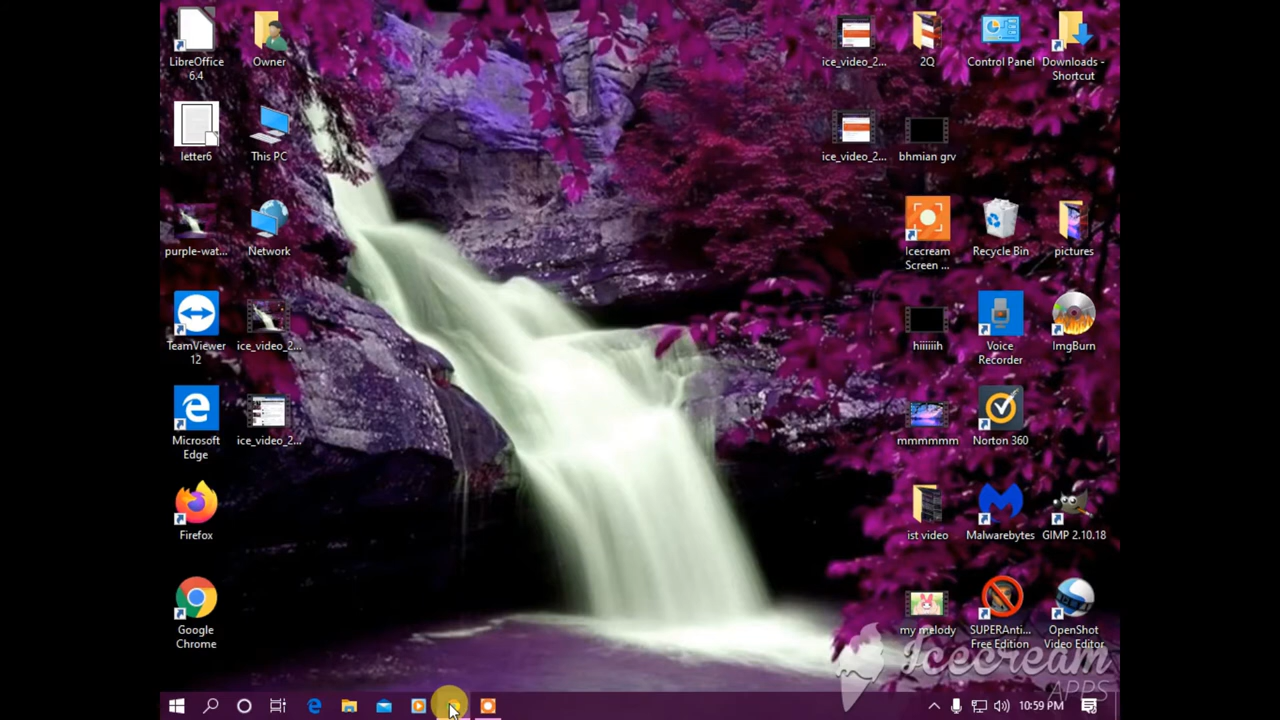 LibreOffice
6.4
Owner
ice_video_2...
2Q
Control Panel
Downloads -
Shortcut
letter6
This PC
ice_video_2...
bhmian grv
purple-wat...
Network
Icecream
Screen ...
Recycle Bin
pictures
TeamViewer
12
ice_video_2...
hiiiiiih
Voice
Recorder
ImgBurn
Microsoft
Edge
ice_video_2...
mmmmmm
Norton 360
Firefox
ist video
Malwarebytes
GIMP 2.10.18
Google
Chrome
my melody
SUPERAnti...
Free Edition
OpenShot
Video Editor
Icecream
APPS
10:59 PM